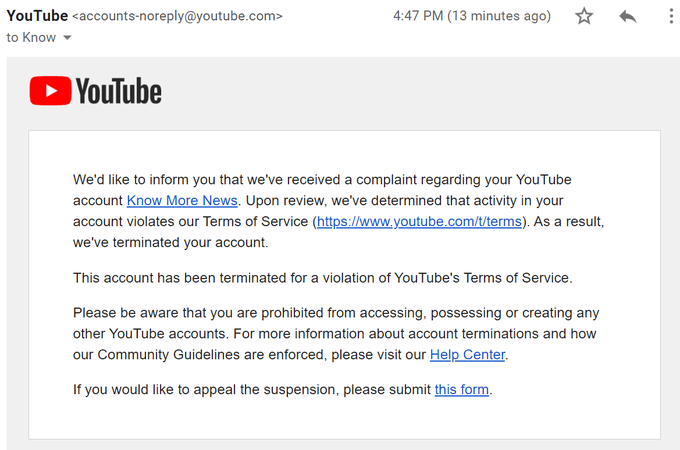 YouTube <accounts-noreply@youtube.com> 4:47 PM (13 minutes ago)
to Know
YouTube
We'd like to inform you that we've received a complaint regarding your YouTube
account Know More News. Upon review, we've determined that activity in your
account violates our Terms of Service (https://www.youtube.com/t/terms). As a result,
we've terminated your account.
This account has been terminated for a violation of YouTube's Terms of Service.
Please be aware that you are prohibited from accessing, possessing or creating any
other YouTube accounts. For more information about account terminations and how
our Community Guidelines are enforced, please visit our Help Center.
If you would like to appeal the suspension, please submit this form.